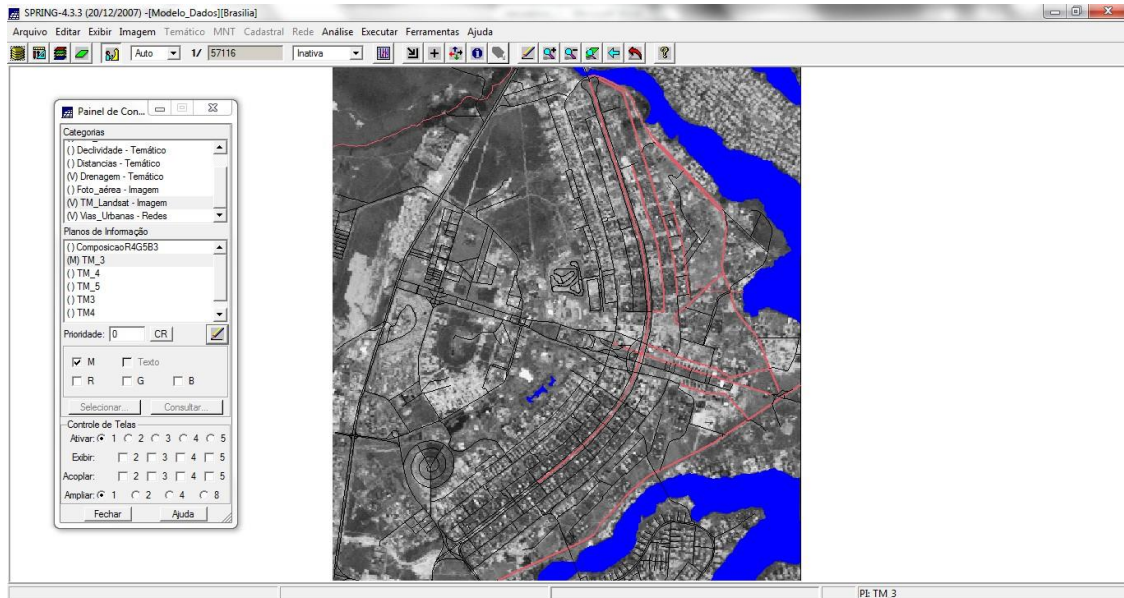 SPRING-4.3.3 (20/12/2007) -[Modelo_Dados][Brasilia]
Arquivo Editar Exibir Imagem Temático MNT Cadastral Rede Análise Executar Ferramentas Ajuda
Auto 1/ 57116 Inativa
Painel de Con...
Categorias
( ) Declividade - Temático
( ) Distancias - Temático
(V) Drenagem - Temático
( ) Foto_aérea - Imagem
(V) TM_Landsat - Imagem
(V) Vias_Urbanas - Redes
Planos de Informação
( ) ComposicaoR4G5B3
(M) TM_3
( ) TM_4
( ) TM_5
( ) TM3
( ) TM4
Prioridade: 0 CR
M Texto
R G B
Selecionar... Consultar...
Controle de Telas
Ativar: 1 2 3 4 5
Exibir: 2 3 4 5
Acoplar: 2 3 4 5
Ampliar: 1 2 4 8
Fechar Ajuda
PI: TM_3